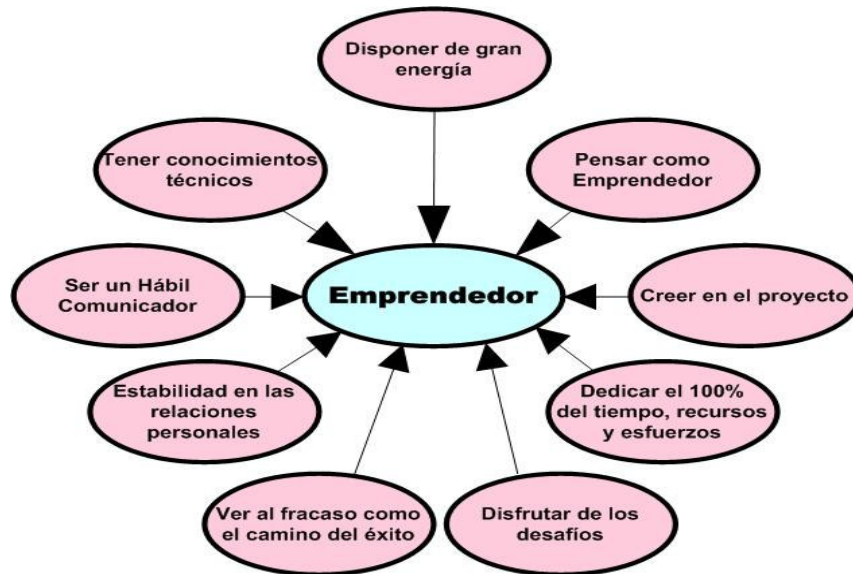 Disponer de gran
energía
Tener conocimientos
técnicos
Pensar como
Emprendedor
Ser un Hábil
Comunicador
Emprendedor
Creer en el proyecto
Estabilidad en las
relaciones
personales
Dedicar el 100%
del tiempo, recursos
y esfuerzos
Ver al fracaso como
el camino del éxito
Disfrutar de los
desafíos